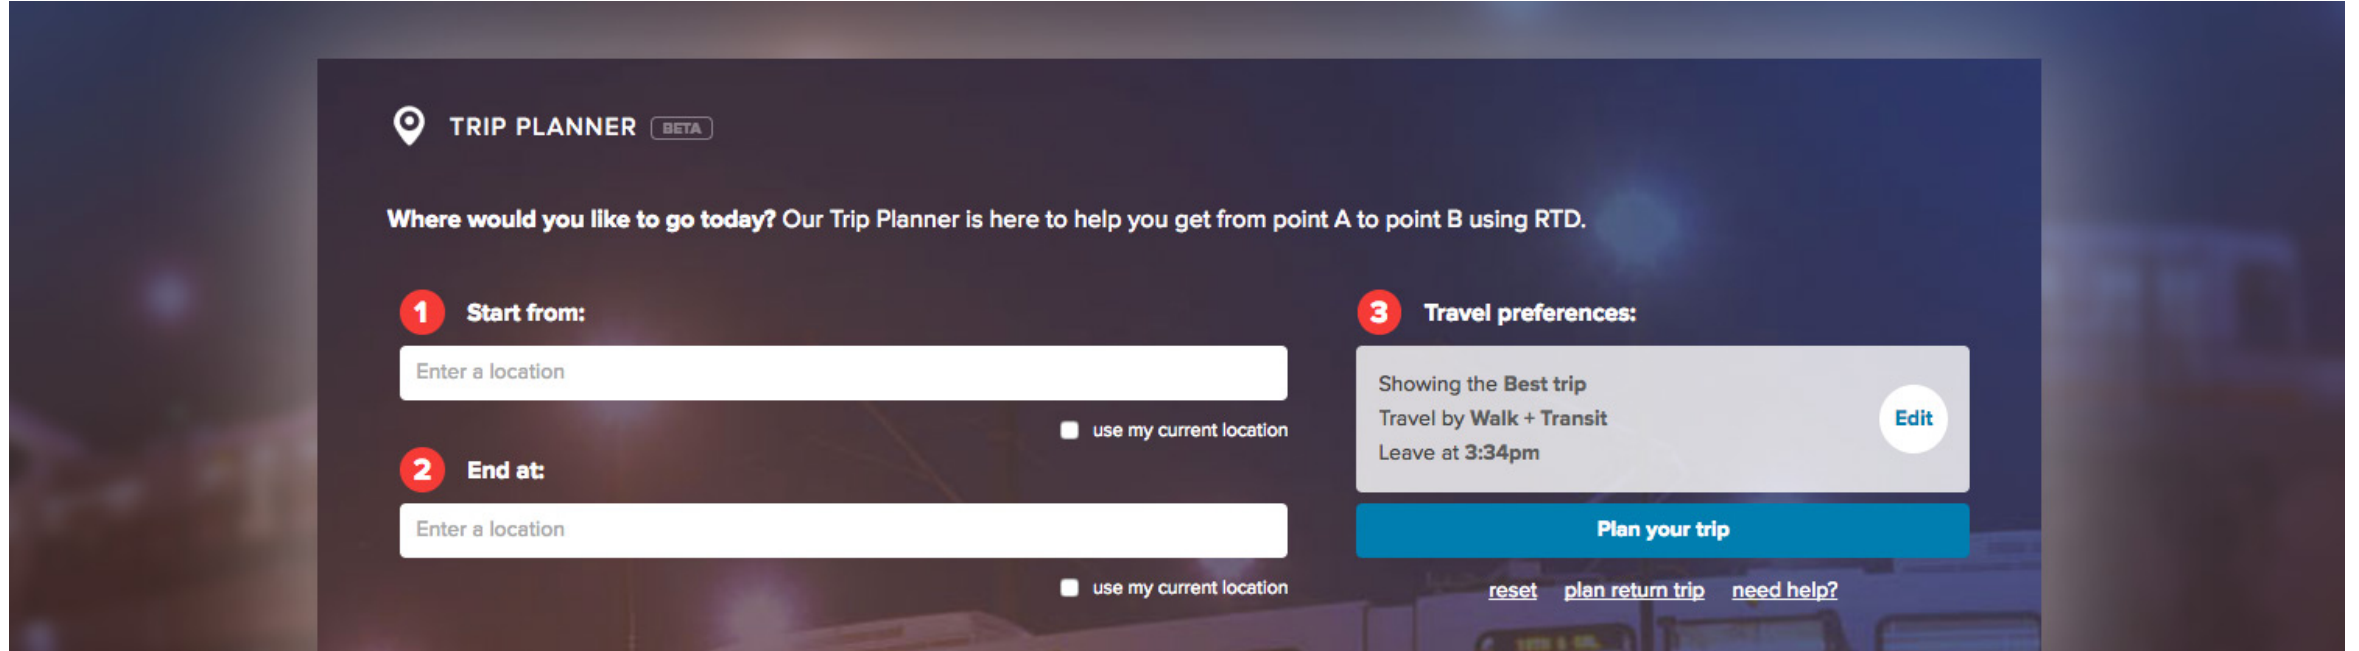 TRIP PLANNER BETA
Where would you like to go today? Our Trip Planner is here to help you get from point A to point B using RTD.
1 Start from:
Enter a location
use my current location
2 End at:
Enter a location
use my current location
3 Travel preferences:
Showing the Best trip
Travel by Walk + Transit
Leave at 3:34pm
Edit
Plan your trip
reset plan return trip need help?